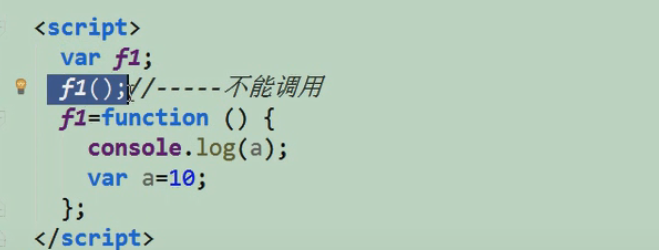 <script>
var f1;
f1();//-----不能调用
f1=function () {
console.log(a);
var a=10;
};
</script>